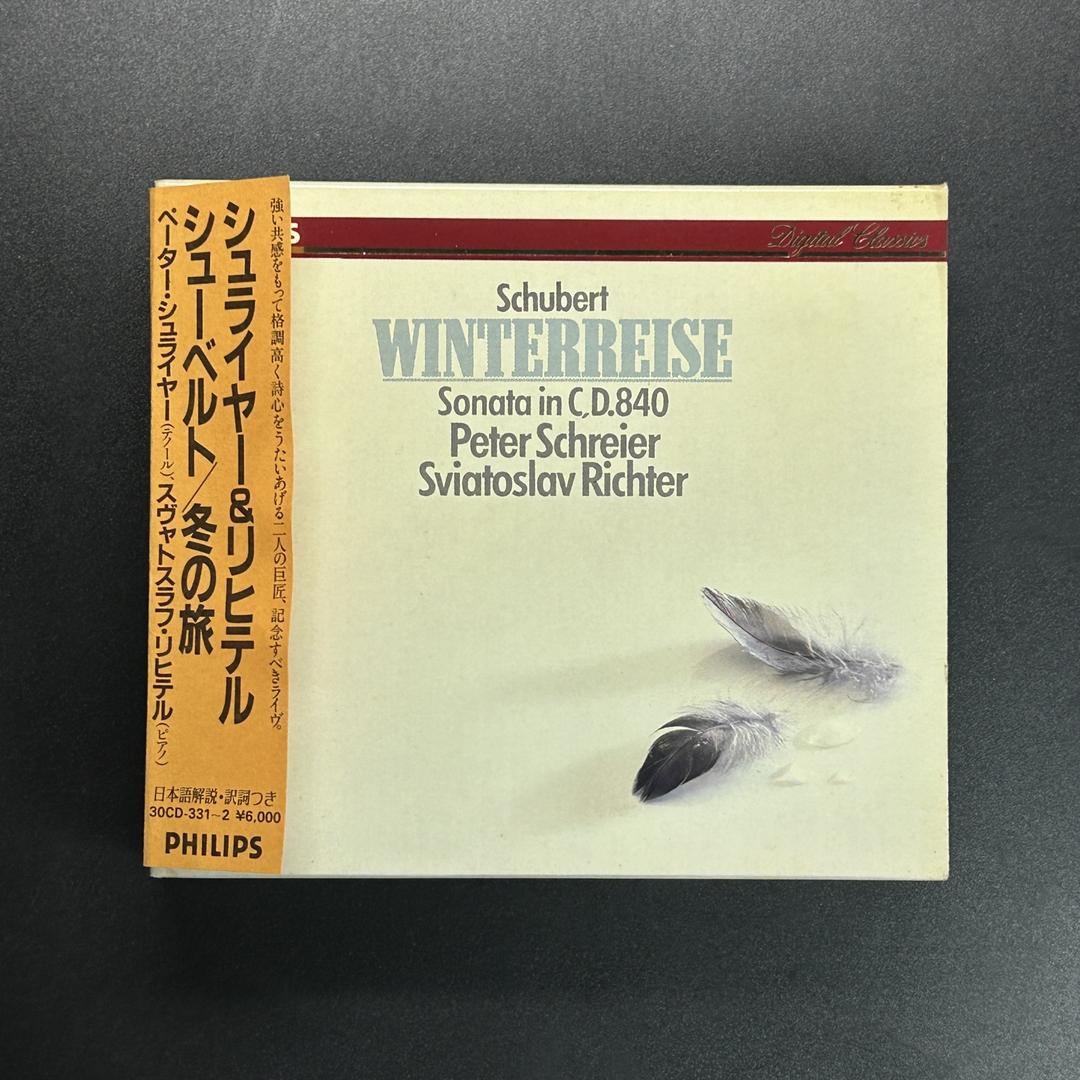 強い共感をもって格調高く詩心をうたいあげる二人の巨匠、記念すべきライヴ。
シュライヤー&リヒテル
シューベルト/冬の旅
ペーター・シュライヤー(テノール)、スヴャトスラフ・リヒテル(ピアノ)
日本語解説・訳詞つき
30CD-331~2 ¥6,000
PHILIPS
S
Digital Classics
Schubert
WINTERREISE
Sonata in C, D.840
Peter Schreier
Sviatoslav Richter